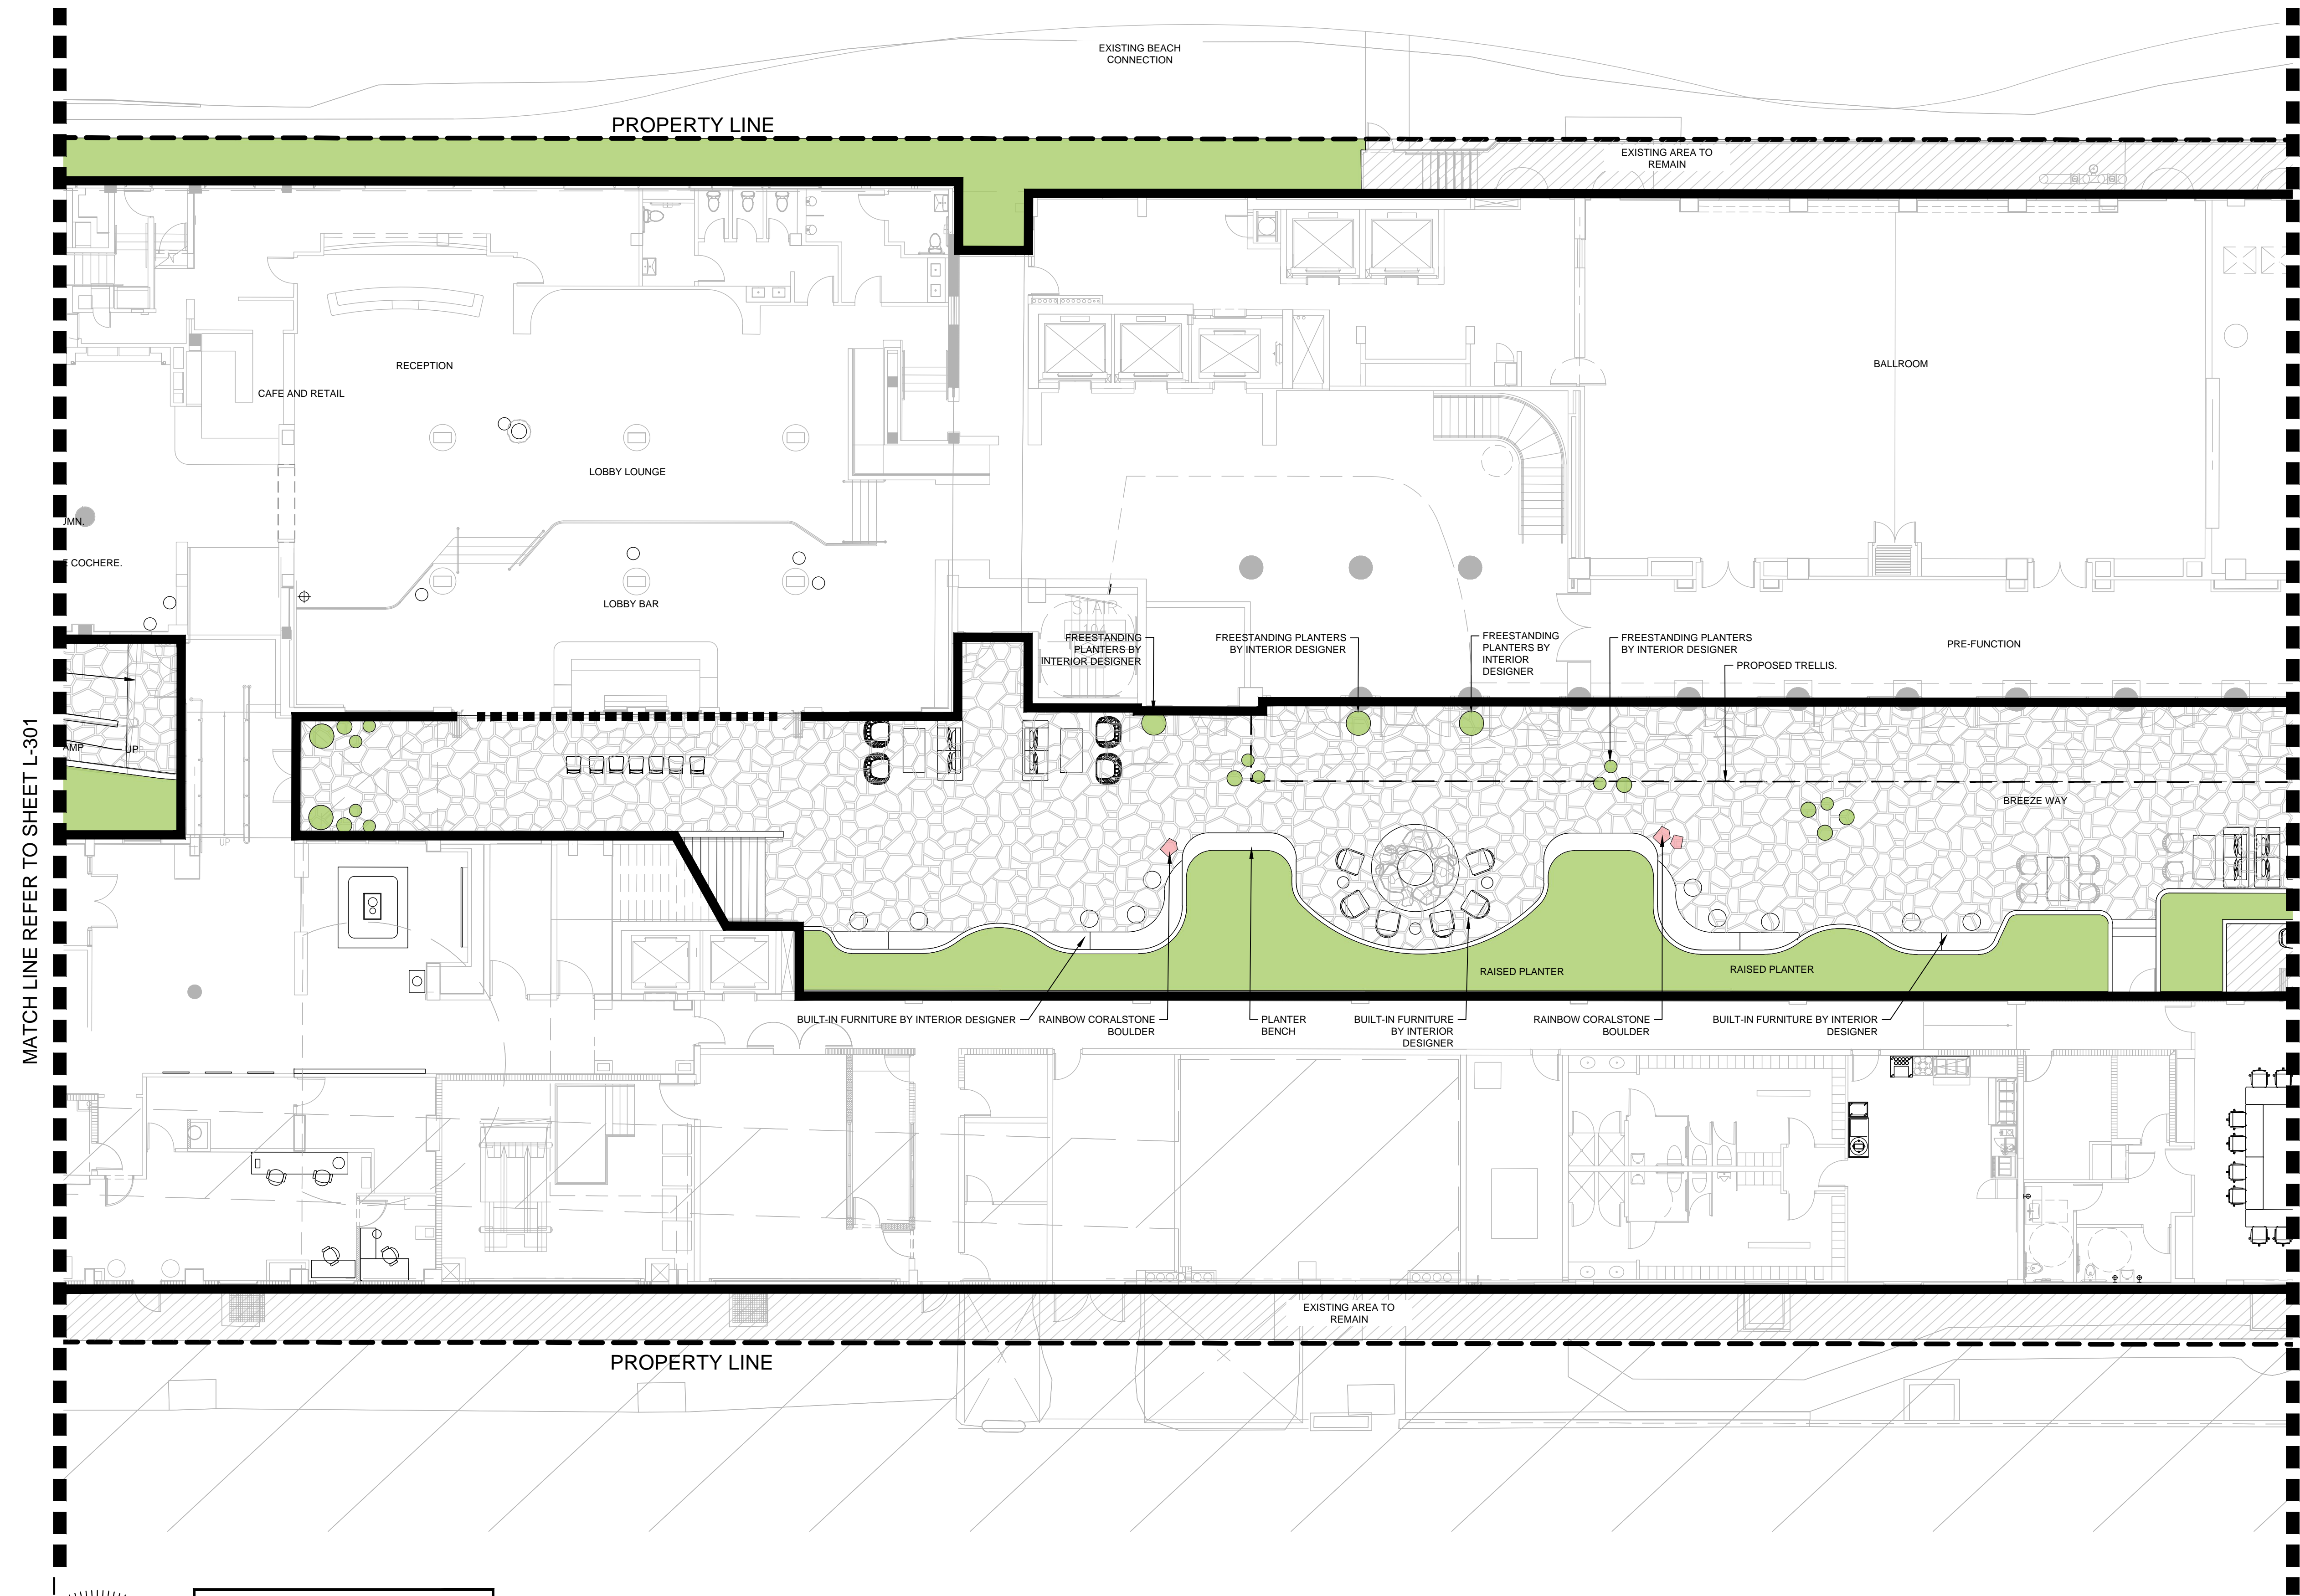 EXISTING BEACH
CONNECTION
PROPERTY LINE
EXISTING AREA TO
REMAIN
RECEPTION
CAFE AND RETAIL
BALLROOM
LOBBY LOUNGE
JMN.
E COCHERE.
LOBBY BAR
STAIR
104
FREESTANDING
PLANTERS BY
INTERIOR DESIGNER
FREESTANDING PLANTERS
BY INTERIOR DESIGNER
FREESTANDING
PLANTERS BY
INTERIOR
DESIGNER
FREESTANDING PLANTERS
BY INTERIOR DESIGNER
PROPOSED TRELLIS.
PRE-FUNCTION
AMP
UP
UP
BREEZE WAY
MATCH LINE REFER TO SHEET L-301
RAISED PLANTER
RAISED PLANTER
BUILT-IN FURNITURE BY INTERIOR DESIGNER
RAINBOW CORALSTONE
BOULDER
PLANTER
BENCH
BUILT-IN FURNITURE
BY INTERIOR
DESIGNER
RAINBOW CORALSTONE
BOULDER
BUILT-IN FURNITURE BY INTERIOR
DESIGNER
EXISTING AREA TO
REMAIN
PROPERTY LINE